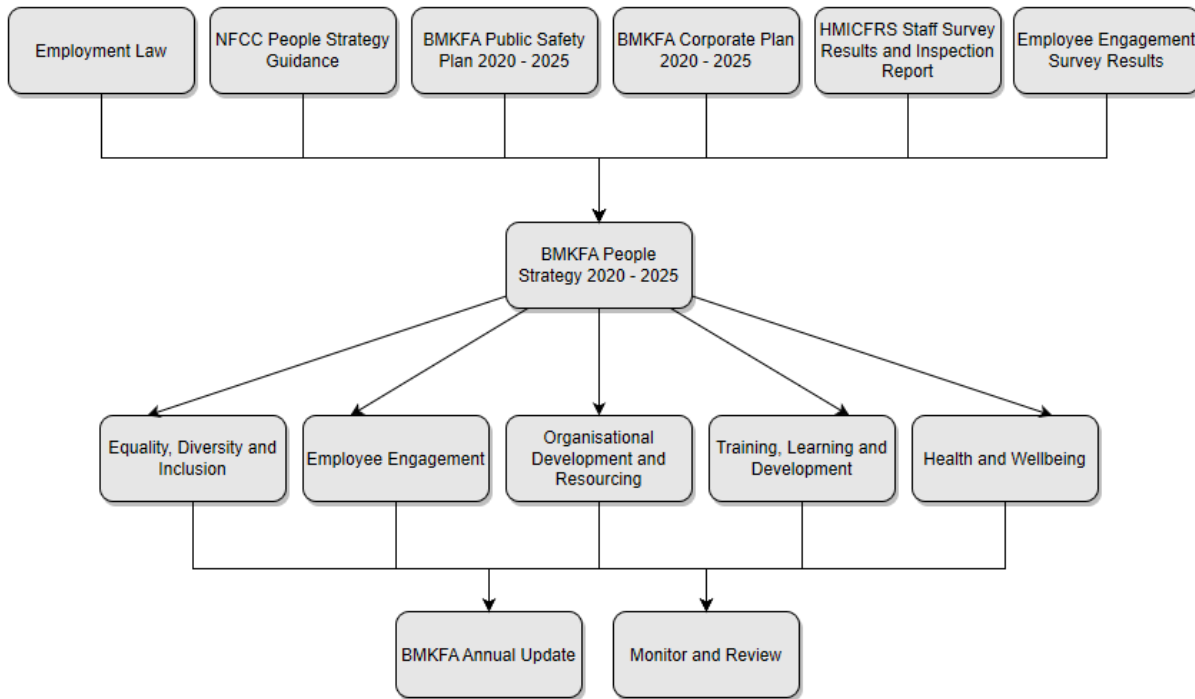 Employment Law
NFCC People Strategy
Guidance
BMKFA Public Safety
Plan 2020 - 2025
BMKFA Corporate Plan
2020 - 2025
HMICFRS Staff Survey
Results and Inspection
Report
Employee Engagement
Survey Results
BMKFA People
Strategy 2020 - 2025
Equality, Diversity and
Inclusion
Employee Engagement
Organisational
Development and
Resourcing
Training, Learning and
Development
Health and Wellbeing
BMKFA Annual Update
Monitor and Review